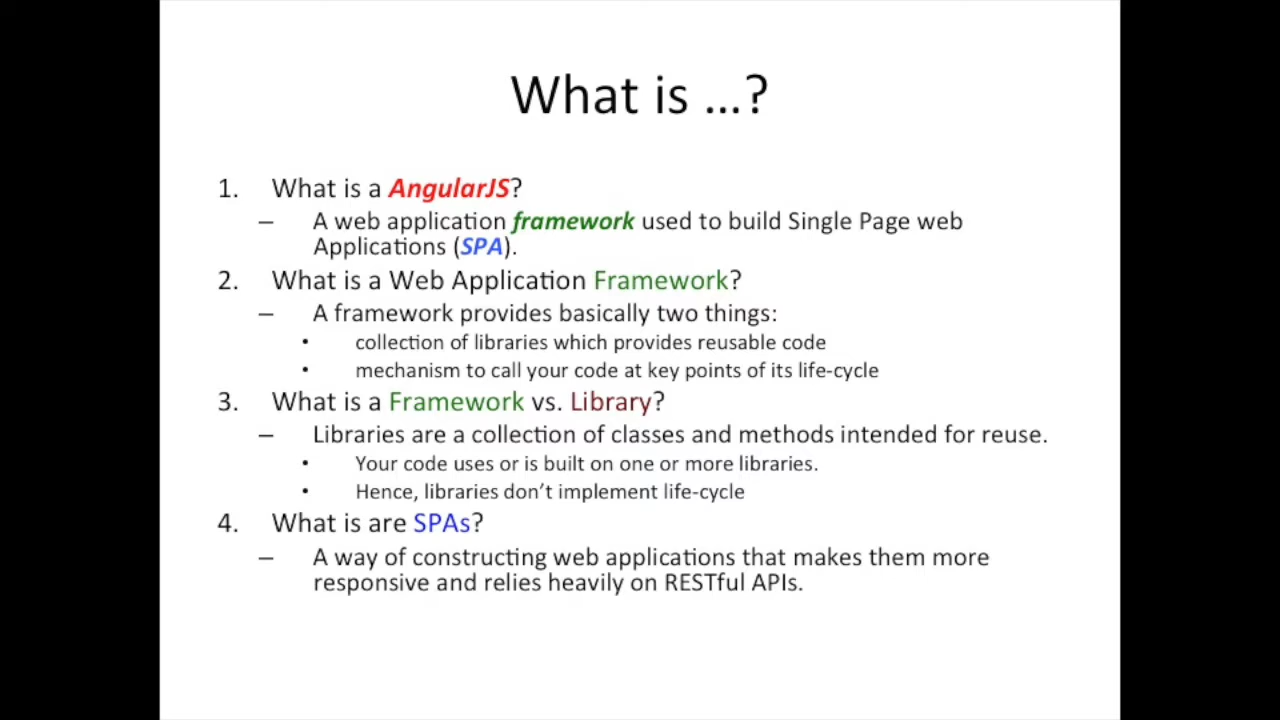 What is ...?
1. What is a AngularJS?
– A web application framework used to build Single Page web
Applications (SPA).
2. What is a Web Application Framework?
– A framework provides basically two things:
• collection of libraries which provides reusable code
• mechanism to call your code at key points of its life-cycle
3. What is a Framework vs. Library?
– Libraries are a collection of classes and methods intended for reuse.
• Your code uses or is built on one or more libraries.
• Hence, libraries don’t implement life-cycle
4. What is are SPAs?
– A way of constructing web applications that makes them more
responsive and relies heavily on RESTful APIs.